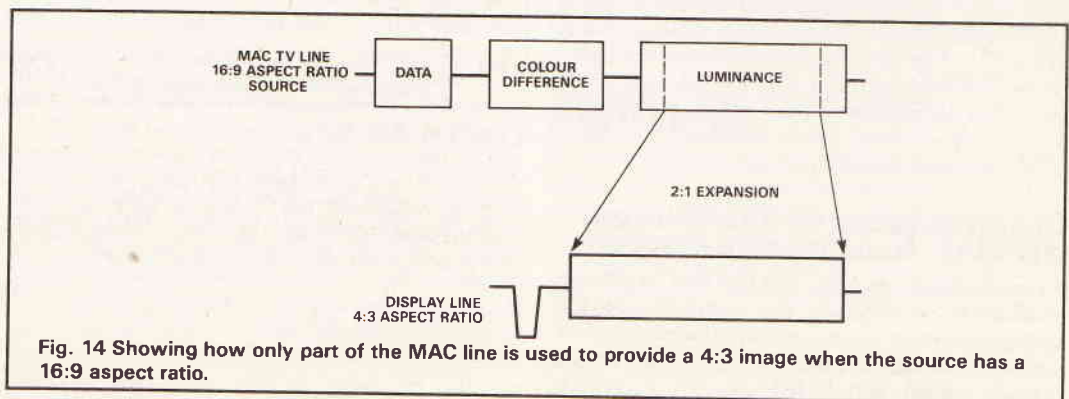 MAC TV LINE
16:9 ASPECT RATIO
SOURCE
DATA
COLOUR
DIFFERENCE
LUMINANCE
2:1 EXPANSION
DISPLAY LINE
4:3 ASPECT RATIO
Fig. 14 Showing how only part of the MAC line is used to provide a 4:3 image when the source has a
16:9 aspect ratio.